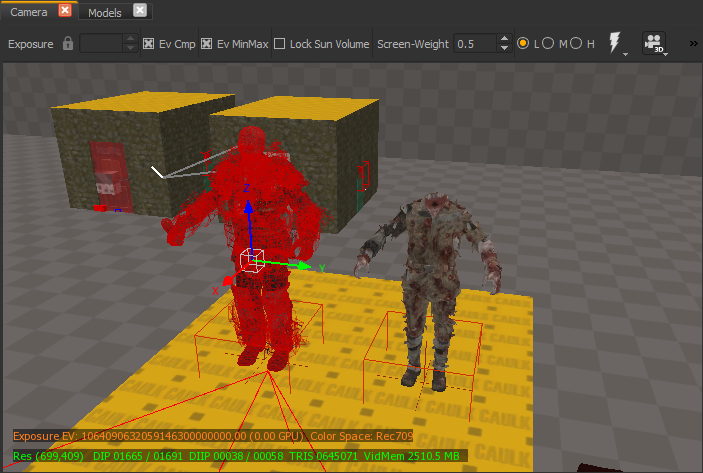 Camera
Models
Exposure Ev Cmp Ev MinMax Lock Sun Volume Screen-Weight 0.5 L M H 3D »
Z
Y
X
CAULK CAULK CAULK
Exposure EV: 1064090632059146300000000.00 (0.00 GPU) Color Space: Rec709
Res (699,409) DIP 01665 / 01691 DIIP 00038 / 00058 TRIS 0645071 VidMem 2510.5 MB